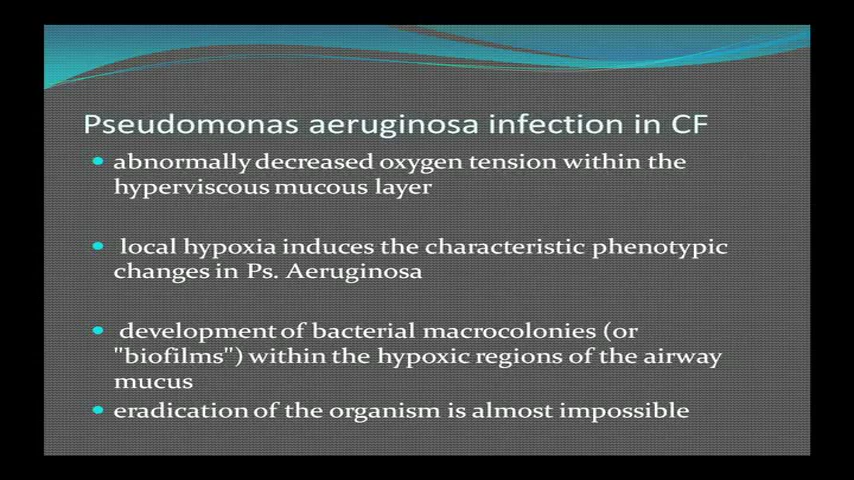 Pseudomonas aeruginosa infection in CF
abnormally decreased oxygen tension within the
hyperviscous mucous layer
local hypoxia induces the characteristic phenotypic
changes in Ps. Aeruginosa
development of bacterial macrocolonies (or
"biofilms") within the hypoxic regions of the airway
mucus
eradication of the organism is almost impossible